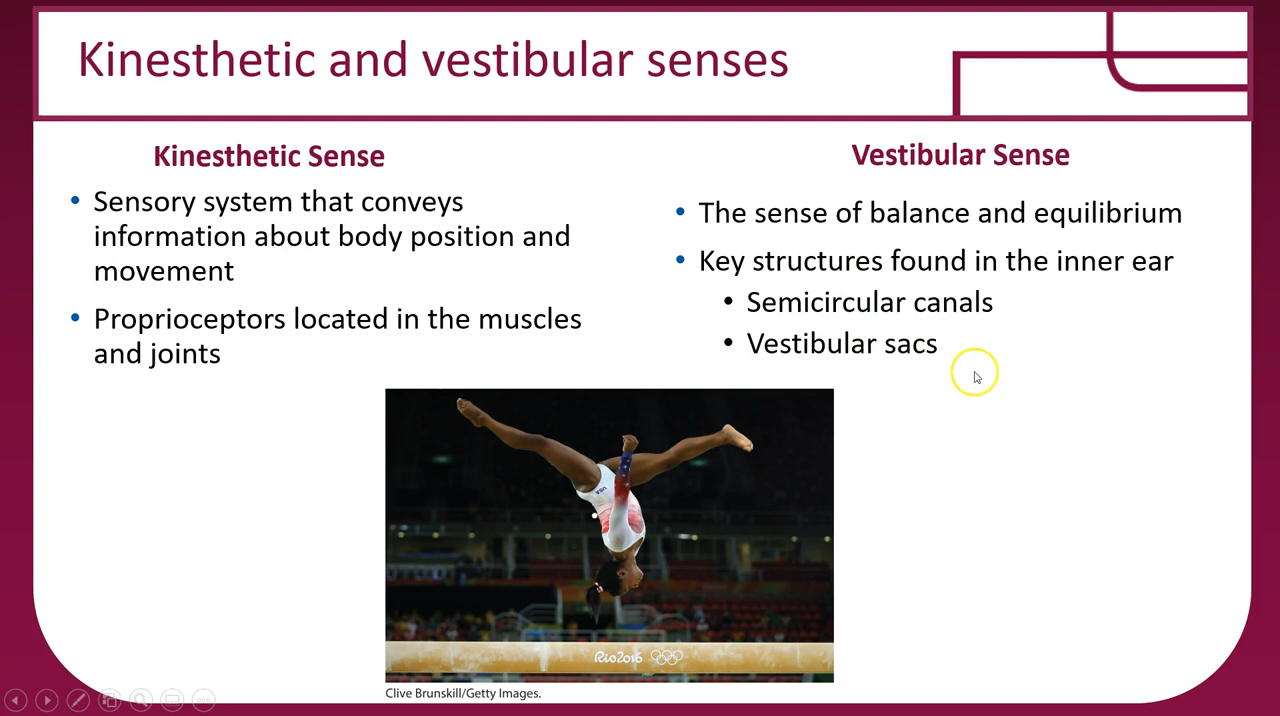 Kinesthetic and vestibular senses
Kinesthetic Sense
• Sensory system that conveys
information about body position and
movement
• Proprioceptors located in the muscles
and joints
Vestibular Sense
• The sense of balance and equilibrium
• Key structures found in the inner ear
• Semicircular canals
• Vestibular sacs
USA
Rio2016
Clive Brunskill/Getty Images.